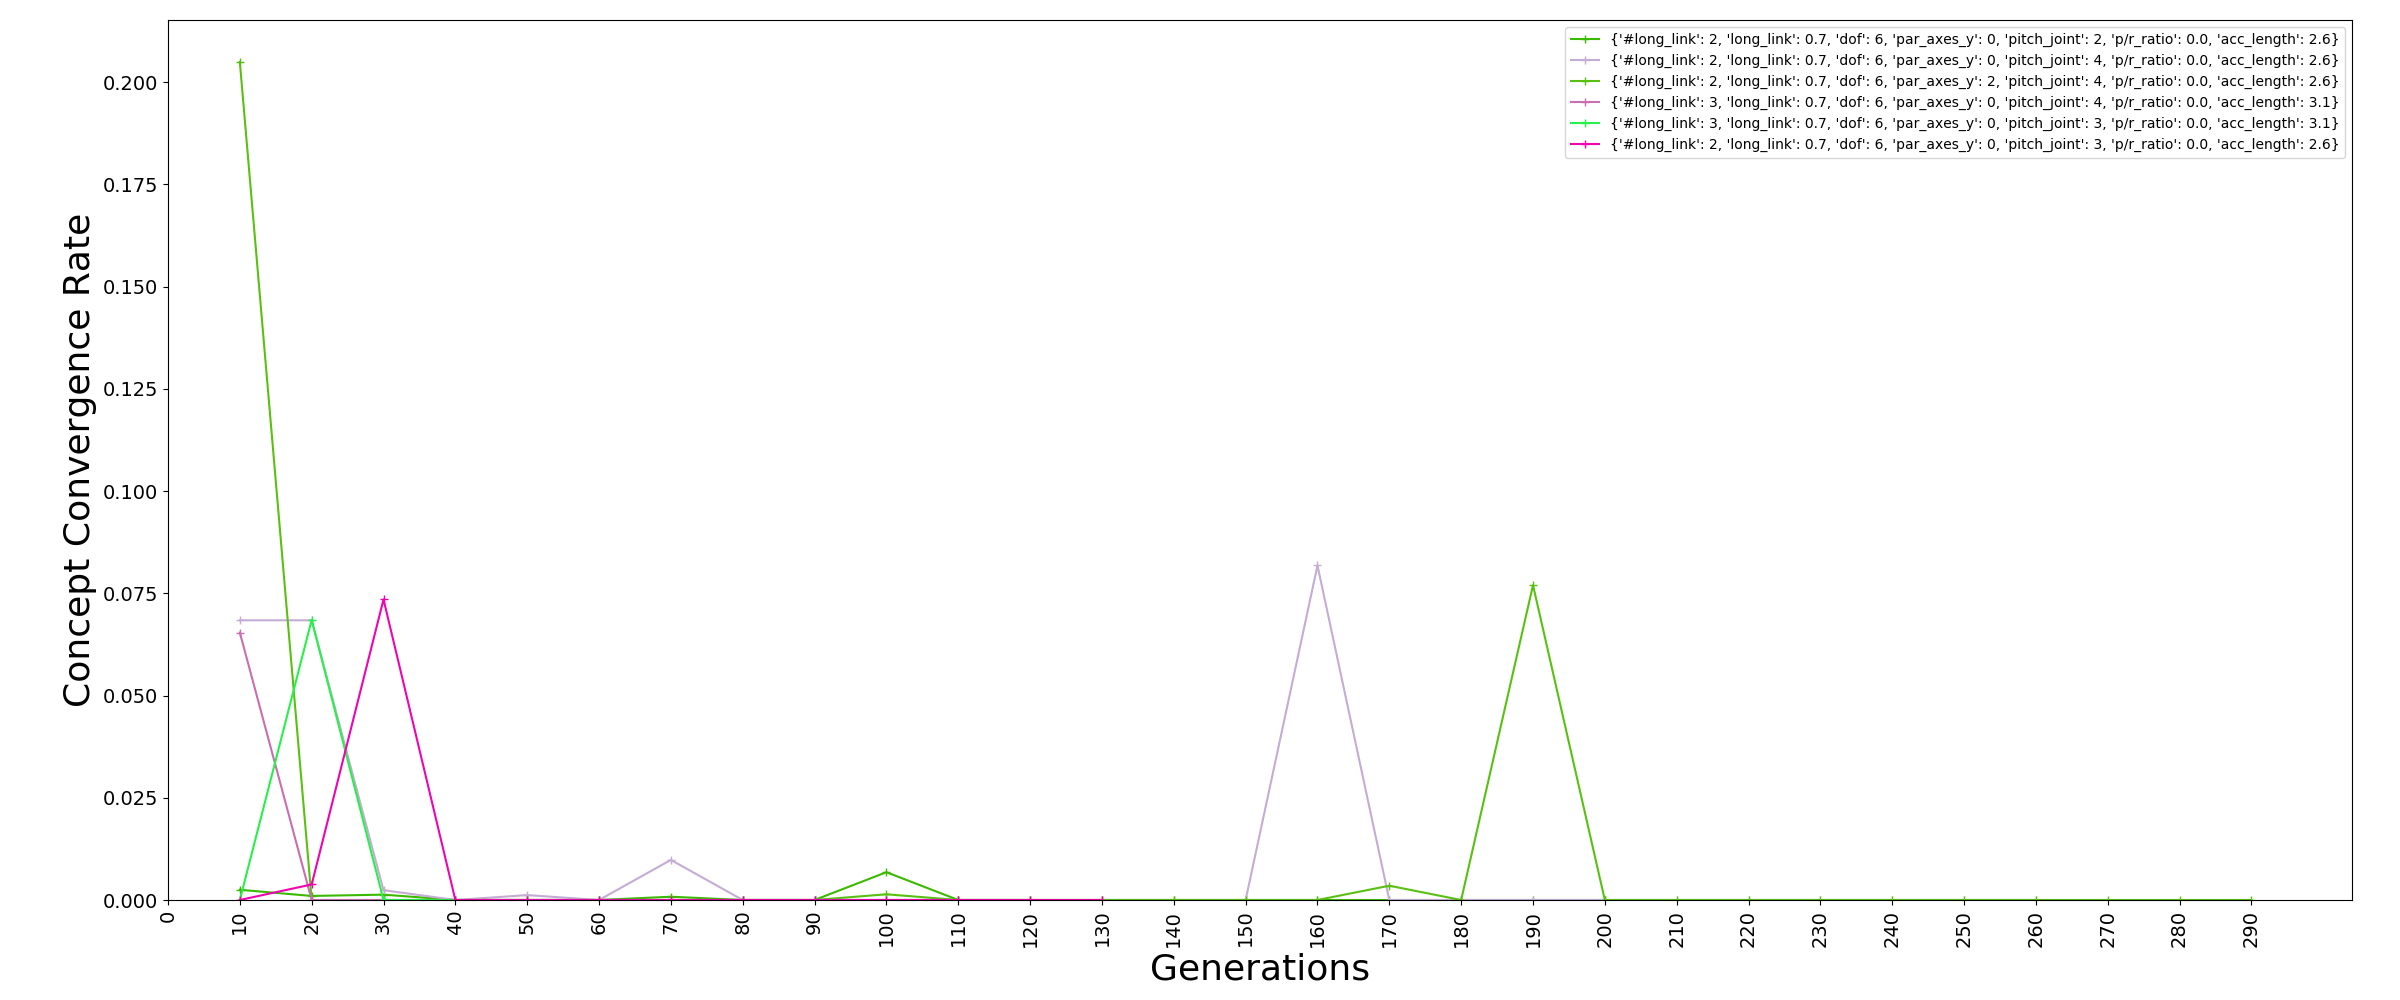 {'#long_link': 2, 'long_link': 0.7, 'dof': 6, 'par_axes_y': 0, 'pitch_joint': 2, 'p/r_ratio': 0.0, 'acc_length': 2.6}
{'#long_link': 2, 'long_link': 0.7, 'dof': 6, 'par_axes_y': 0, 'pitch_joint': 4, 'p/r_ratio': 0.0, 'acc_length': 2.6}
{'#long_link': 2, 'long_link': 0.7, 'dof': 6, 'par_axes_y': 2, 'pitch_joint': 4, 'p/r_ratio': 0.0, 'acc_length': 2.6}
{'#long_link': 3, 'long_link': 0.7, 'dof': 6, 'par_axes_y': 0, 'pitch_joint': 4, 'p/r_ratio': 0.0, 'acc_length': 3.1}
{'#long_link': 3, 'long_link': 0.7, 'dof': 6, 'par_axes_y': 0, 'pitch_joint': 3, 'p/r_ratio': 0.0, 'acc_length': 3.1}
{'#long_link': 2, 'long_link': 0.7, 'dof': 6, 'par_axes_y': 0, 'pitch_joint': 3, 'p/r_ratio': 0.0, 'acc_length': 2.6}
Concept Convergence Rate
0.200
0.175
0.150
0.125
0.100
0.075
0.050
0.025
0.000
0 10 20 30 40 50 60 70 80 90 100 110 120 130 140 150 160 170 180 190 200 210 220 230 240 250 260 270 280 290
Generations